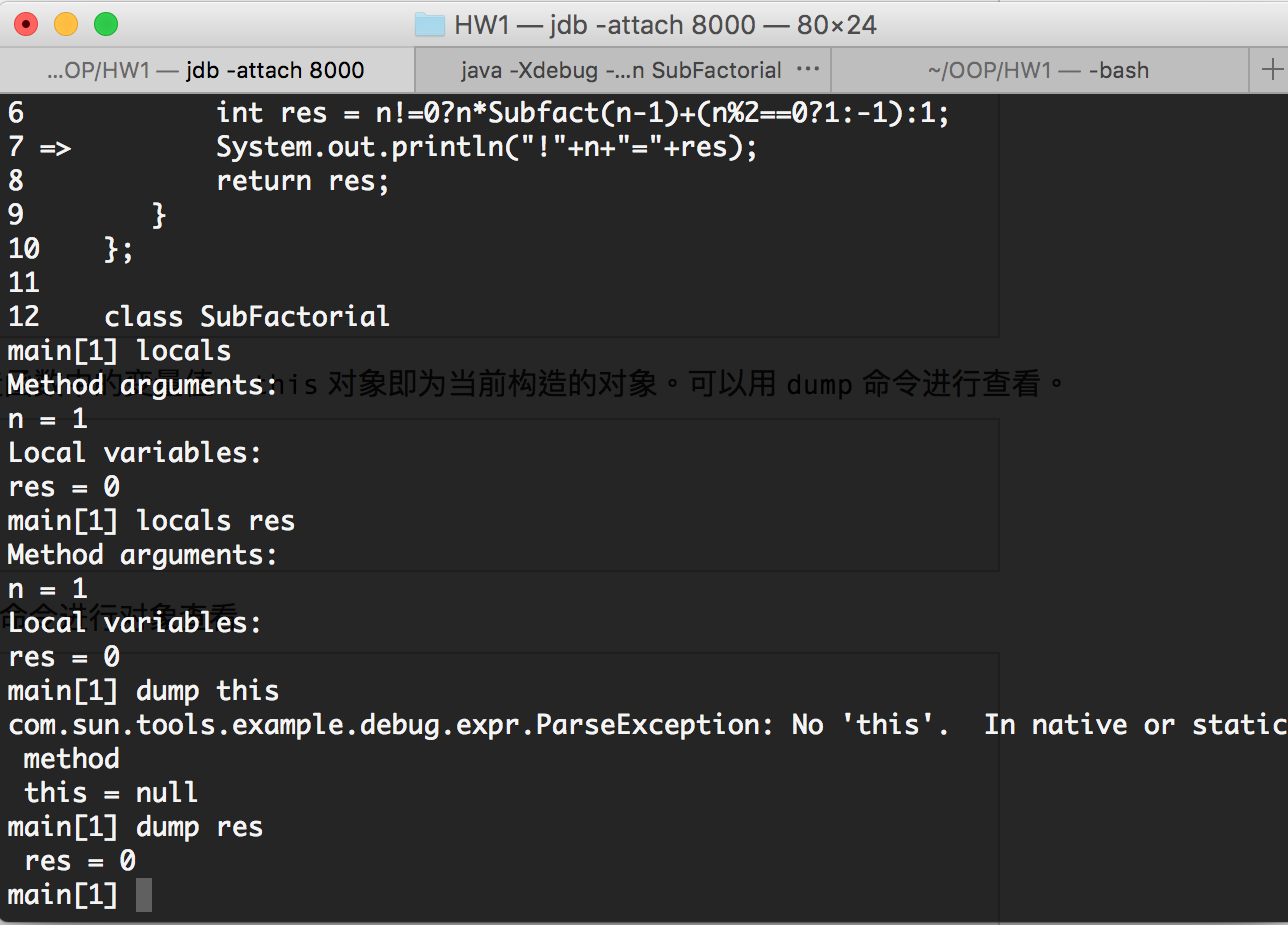 HW1 — jdb -attach 8000 — 80×24
...OP/HW1 — jdb -attach 8000
java -Xdebug -...n SubFactorial ···
~/OOP/HW1 — -bash
+
6 int res = n!=0?n*Subfact(n-1)+(n%2==0?1:-1):1;
7 => System.out.println("!"+n+"="+res);
8 return res;
9 }
10 };
11
12 class SubFactorial
main[1] locals
Method arguments:
函数中的变量值 this 对象即为当前构造的对象。可以用 dump 命令进行查看。
n = 1
Local variables:
res = 0
main[1] locals res
Method arguments:
n = 1
Local variables:
命令进行对象查看
res = 0
main[1] dump this
com.sun.tools.example.debug.expr.ParseException: No 'this'.  In native or static
method
this = null
main[1] dump res
res = 0
main[1]